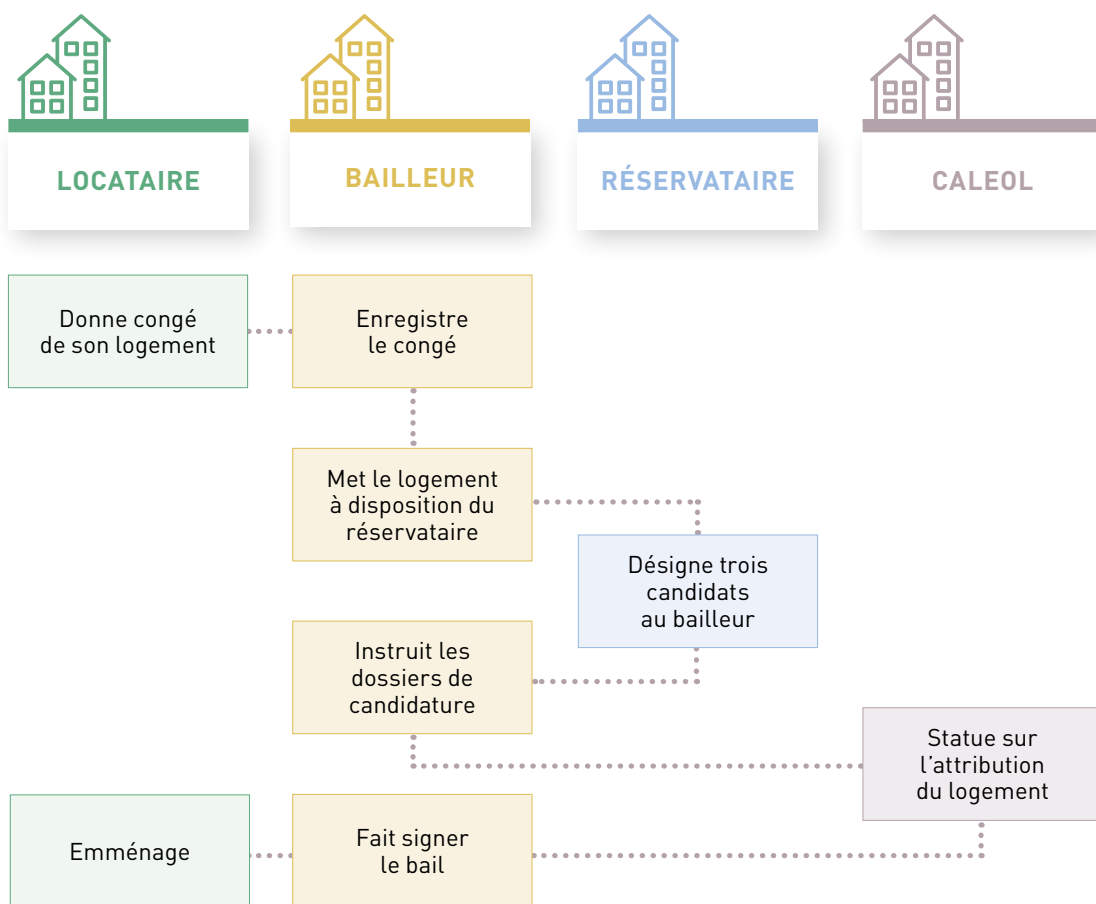 LOCATAIRE
BAILLEUR
RÉSERVATAIRE
CALEOL
Donne congé
de son logement
Enregistre
le congé
Met le logement
à disposition du
réservataire
Désigne trois
candidats
au bailleur
Instruit les
dossiers de
candidature
Statue sur
l'attribution
du logement
Emménage
Fait signer
le bail